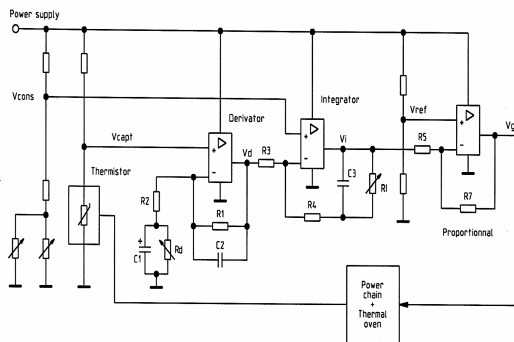 Power supply
Vcons
Vcapt
Thermistor
Derivator
Vd
R3
Integrator
Vi
Vref
R5
Vg
R2
R1
C2
C1
Rd
R4
C3
Ri
R7
Proportionnal
Power
chain
+
Thermal
oven